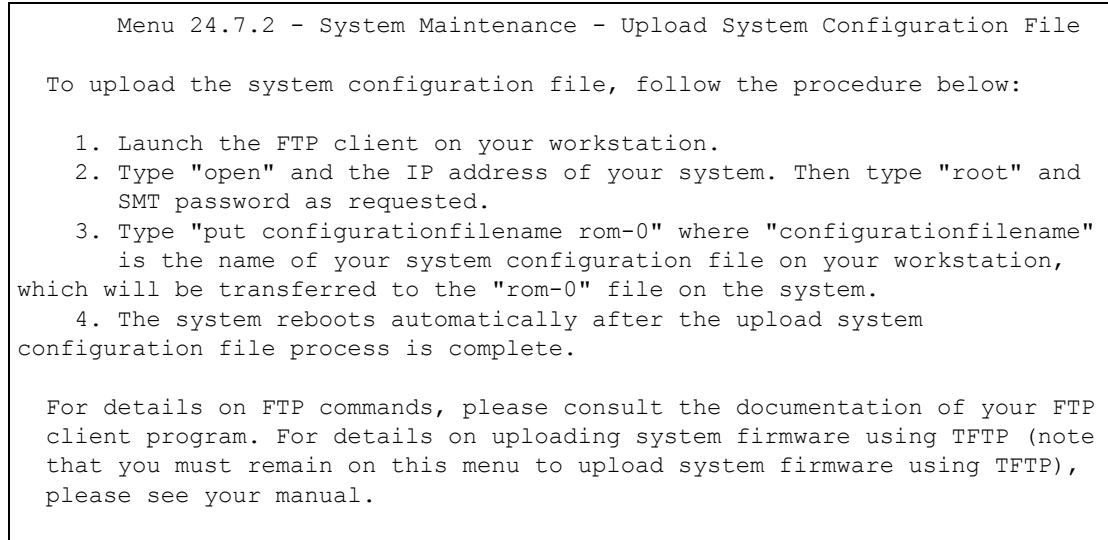 Menu 24.7.2 - System Maintenance - Upload System Configuration File
To upload the system configuration file, follow the procedure below:
1. Launch the FTP client on your workstation.
2. Type "open" and the IP address of your system. Then type "root" and
SMT password as requested.
3. Type "put configurationfilename rom-0" where "configurationfilename"
is the name of your system configuration file on your workstation,
which will be transferred to the "rom-0" file on the system.
4. The system reboots automatically after the upload system
configuration file process is complete.
For details on FTP commands, please consult the documentation of your FTP
client program. For details on uploading system firmware using TFTP (note
that you must remain on this menu to upload system firmware using TFTP),
please see your manual.